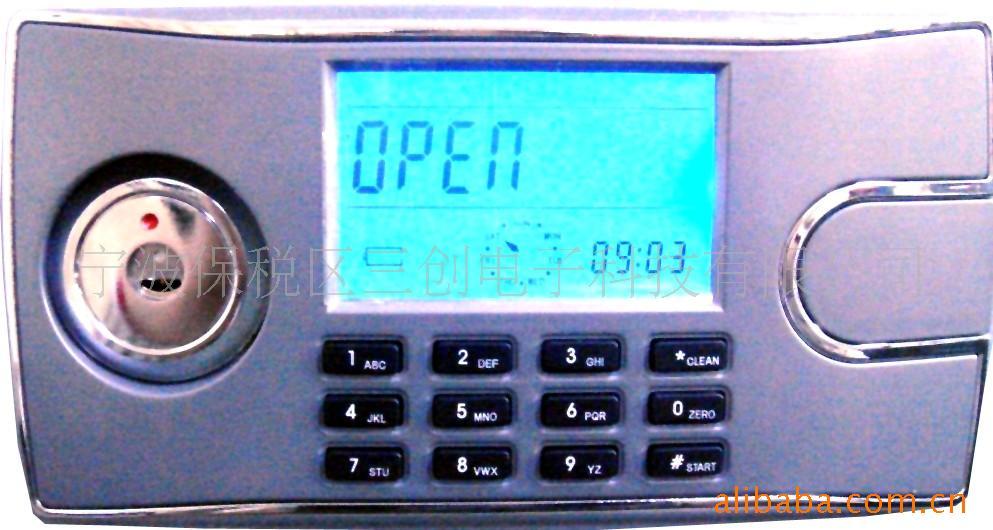 OPEN
09:03
宁波保税区三创电子科技有限
1 ABC 2 DEF 3 GHI * CLEAN
4 JKL 5 MNO 6 PQR 0 ZERO
7 STU 8 VWX 9 YZ # START
alibaba.com.cn